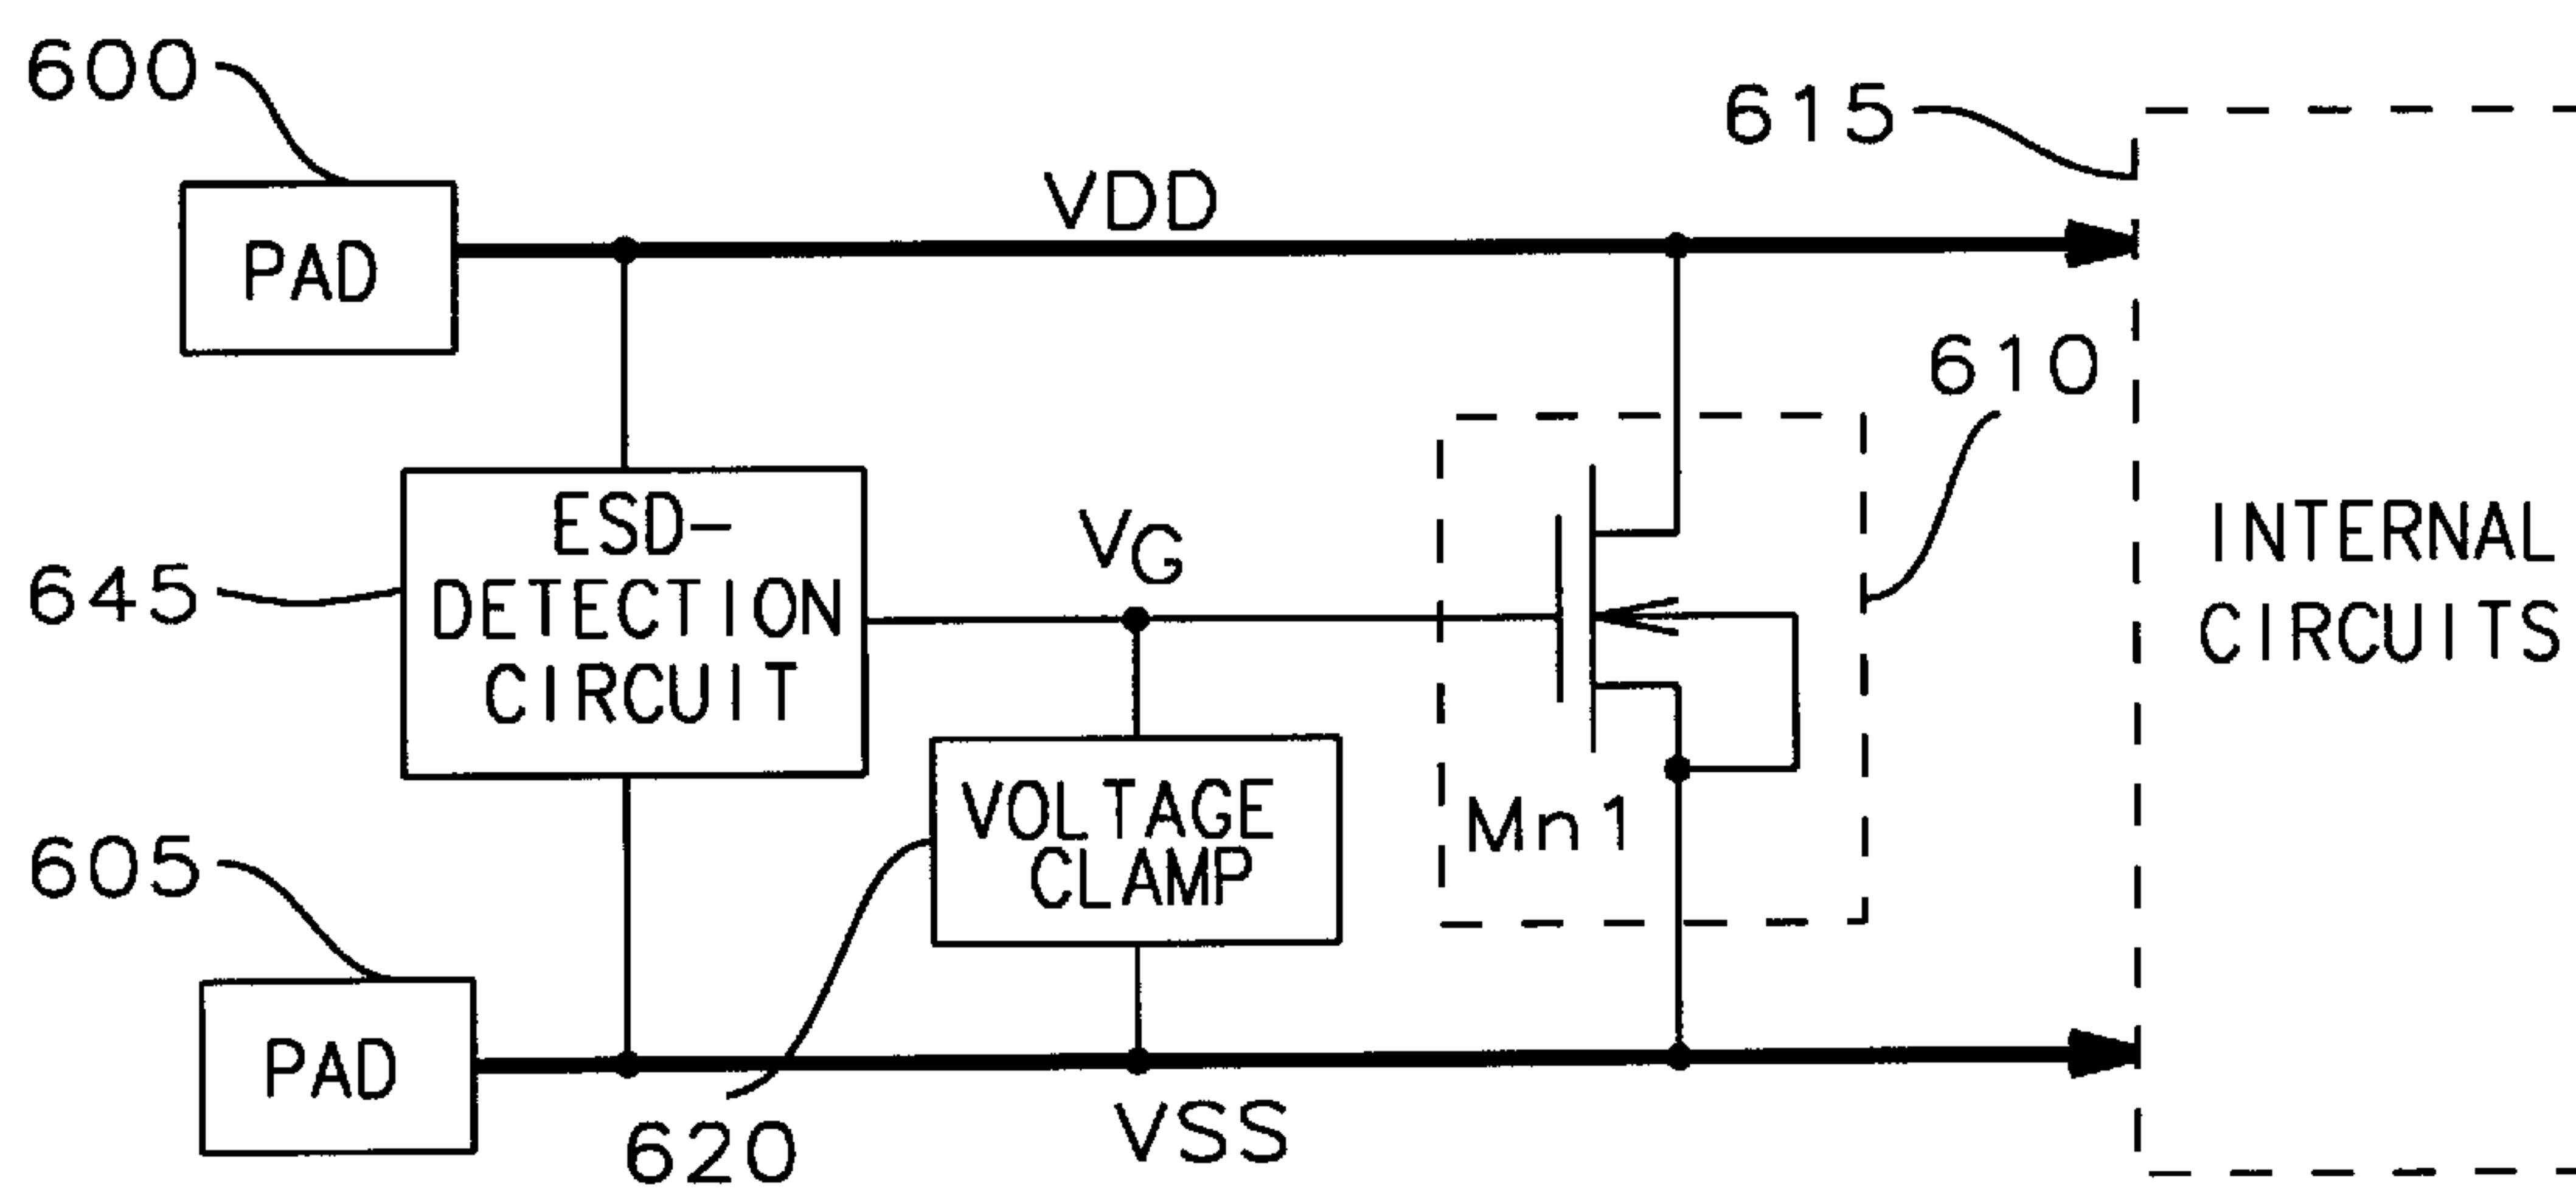 600
615
VDD
PAD
610
ESD-
DETECTION
CIRCUIT
VG
INTERNAL
CIRCUITS
645
VOLTAGE
CLAMP
Mn1
605
PAD
620
VSS